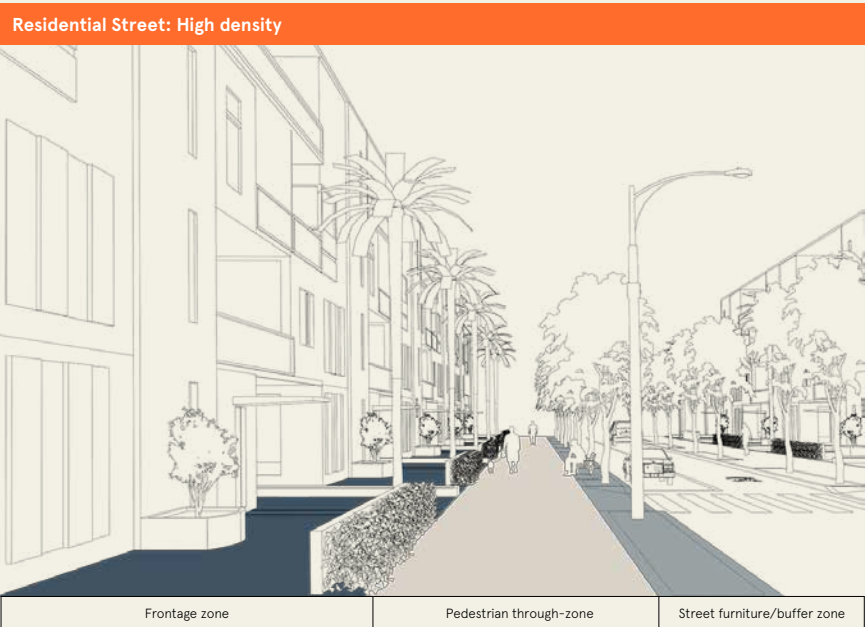 Residential Street: High density
Frontage zone
Pedestrian through-zone
Street furniture/buffer zone